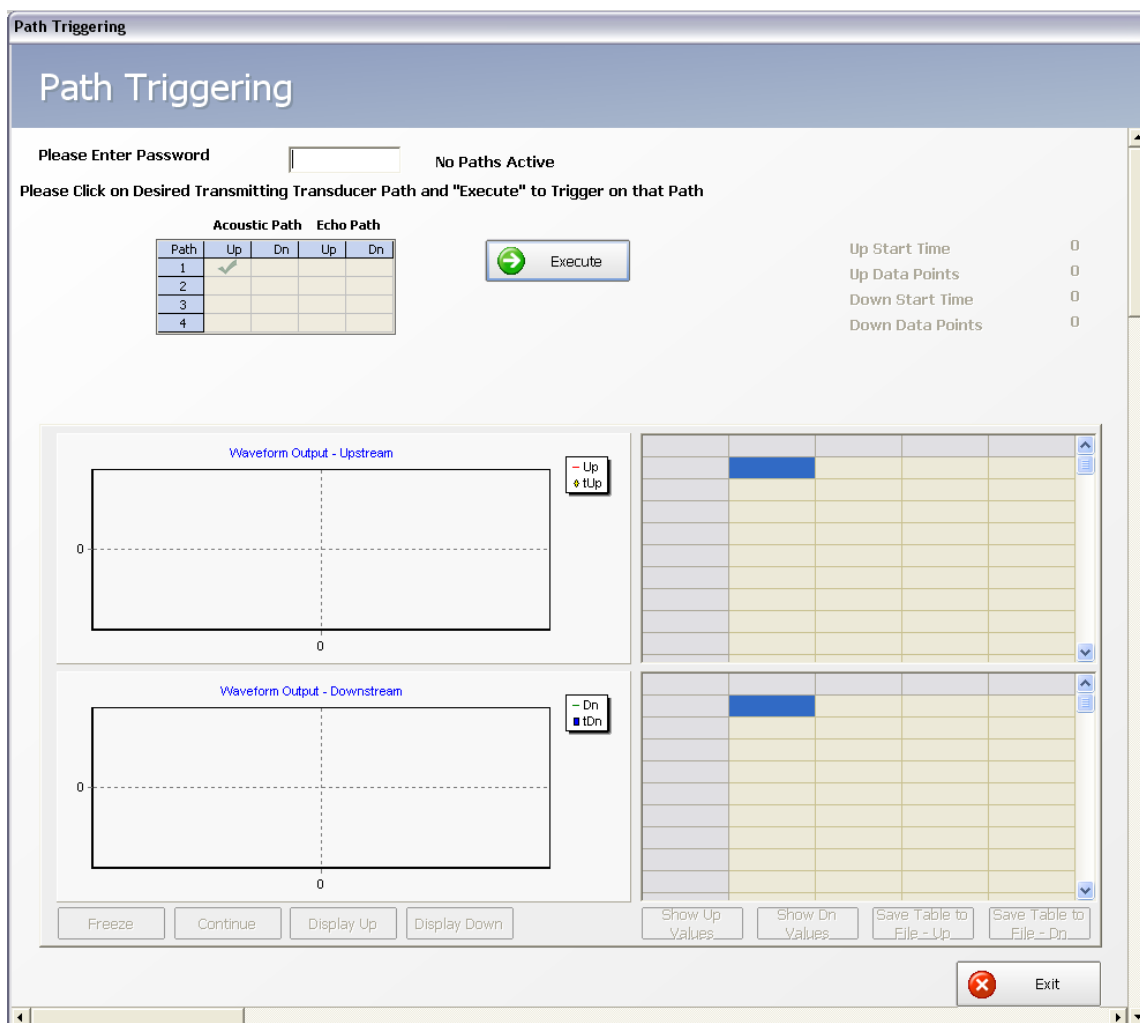 Path Triggering
Path Triggering
Please Enter Password
No Paths Active
Please Click on Desired Transmitting Transducer Path and "Execute" to Trigger on that Path
Acoustic Path Echo Path
Path Up Dn Up Dn
1
2
3
4
Execute
Up Start Time 0
Up Data Points 0
Down Start Time 0
Down Data Points 0
Waveform Output - Upstream
Up
tUp
0
0
Waveform Output - Downstream
Dn
tDn
0
0
Freeze
Continue
Display Up
Display Down
Show Up
Values
Show Dn
Values
Save Table to
File - Up
Save Table to
File - Dn
Exit